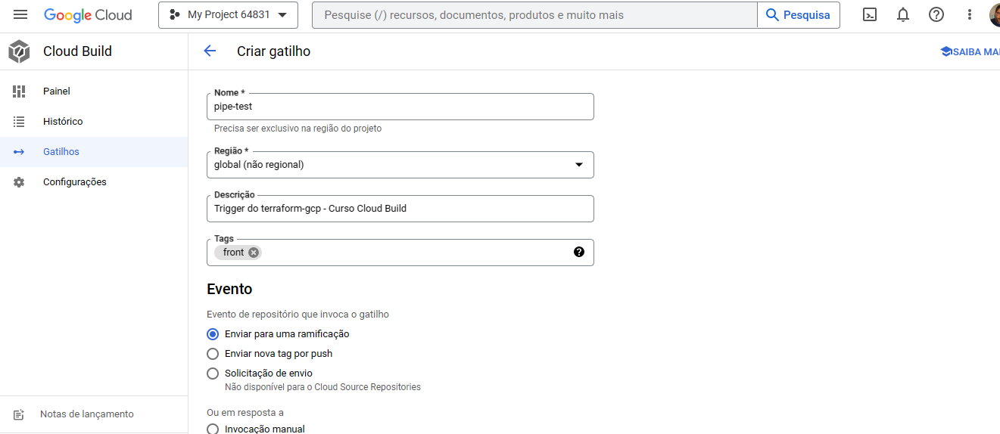 Google Cloud
My Project 64831
Pesquise (/) recursos, documentos, produtos e muito mais
Pesquisa
Cloud Build
Criar gatilho
SAIBA MAI
Painel
Histórico
Gatilhos
Configurações
Nome *
pipe-test
Precisa ser exclusivo na região do projeto
Região *
global (não regional)
Descrição
Trigger do terraform-gcp - Curso Cloud Build
Tags
front
Evento
Evento de repositório que invoca o gatilho
Enviar para uma ramificação
Enviar nova tag por push
Solicitação de envio
Não disponível para o Cloud Source Repositories
Ou em resposta a
Invocação manual
Notas de lançamento